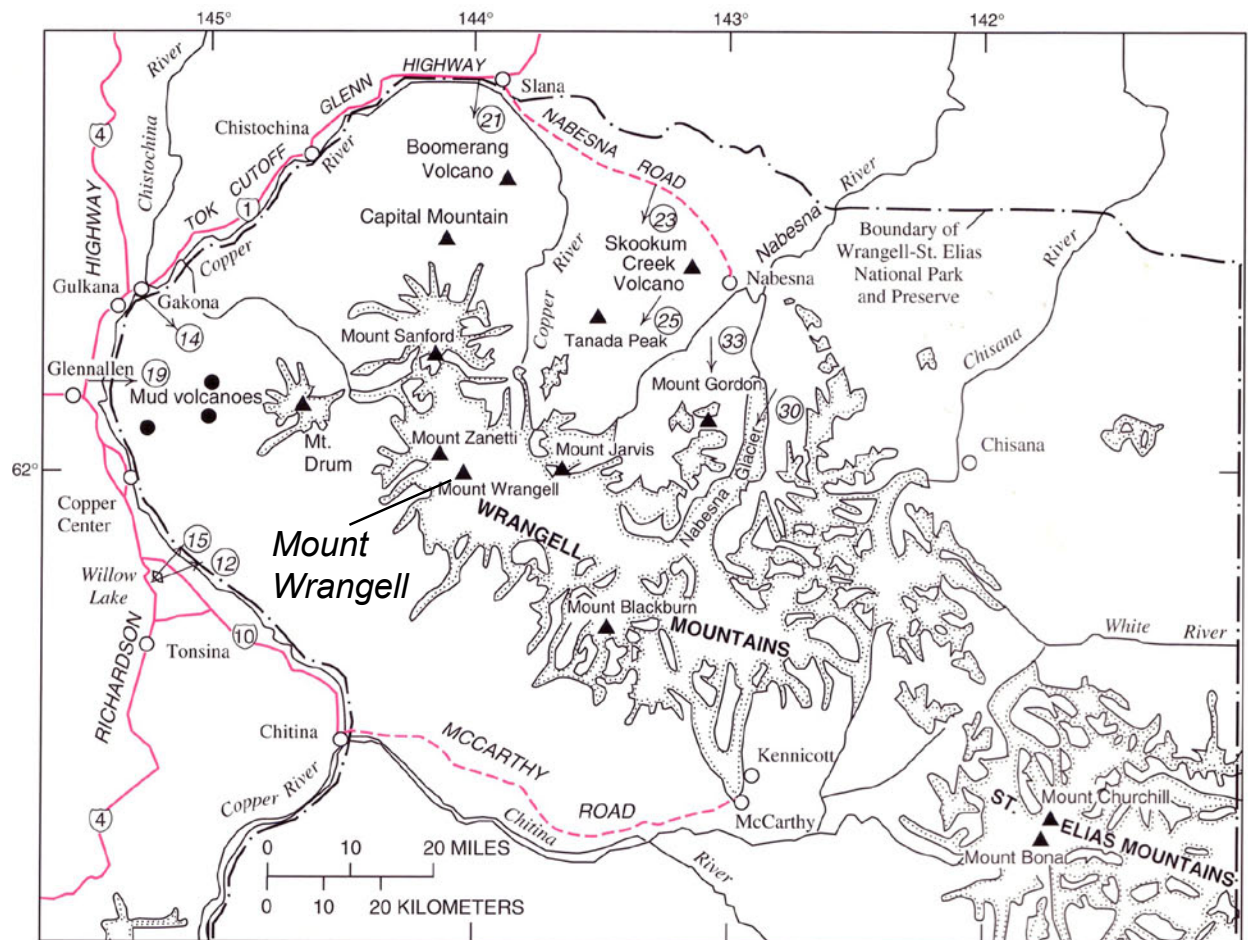 145°
144°
143°
142°
River
HIGHWAY
Slana
GLENN
4
Chistochina
21
NABESNA
Chistochina
River
Boomerang
Volcano
ROAD
River
CUTOFF
HIGHWAY
TOK
1
Capital Mountain
23
Nabesna
Boundary of
Wrangell-St. Elias
National Park
and Preserve
Copper
Skookum
Creek
Volcano
River
River
Gulkana
Gakona
Nabesna
14
Mount Sanford
Copper
25
Tanada Peak
33
Chisana
Glennallen
19
Mud volcanoes
Mount Gordon
30
Mt.
Drum
Mount Zanetti
Mount Jarvis
Glacier
Chisana
62°
Mount Wrangell
Copper
Center
WRANGELL
Nabesna
Mount
Wrangell
15
12
Willow
Lake
Mount Blackburn
MOUNTAINS
White River
Tonsina
10
RICHARDSON
Chitina
MCCARTHY
Kennicott
Copper River
ROAD
McCarthy
ST.
Mount Churchill
4
Chitina
ELIAS MOUNTAINS
0 10 20 MILES
River
Mount Bona
0 10 20 KILOMETERS